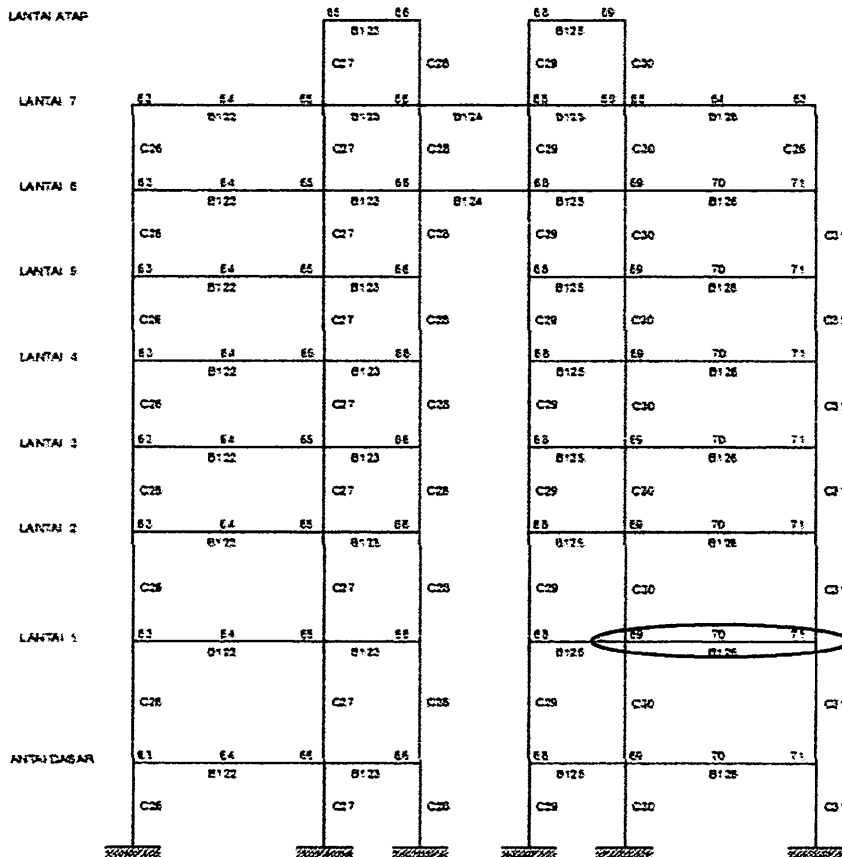 LANTAI ATAP
65 66 68 69
B123 B125
C27 C28 C29 C30
LANTAI 7
63 64 65 66 68 69 64 63
B122 B123 B124 B125 B126
C26 C27 C28 C29 C30
LANTAI 6
63 64 65 66 68 69 70 71
B122 B123 B124 B125 B126
C26 C27 C28 C29 C30 C31
LANTAI 5
63 64 65 66 68 69 70 71
B122 B123 B125 B126
C26 C27 C28 C29 C30 C31
LANTAI 4
63 64 66 68 69 70 71
B122 B123 B125 B126
C26 C27 C28 C29 C30 C31
LANTAI 3
63 64 65 66 68 69 70 71
B122 B123 B125 B126
C26 C27 C28 C29 C30 C31
LANTAI 2
63 64 65 66 68 69 70 71
B122 B123 B125 B126
C26 C27 C28 C29 C30 C31
LANTAI 1
63 64 65 66 68 69 70 71
B122 B123 B125 B126
C26 C27 C28 C29 C30 C31
ANTAI DASAR
63 64 66 68 69 70 71
B122 B123 B125 B126
C26 C27 C28 C29 C30 C31